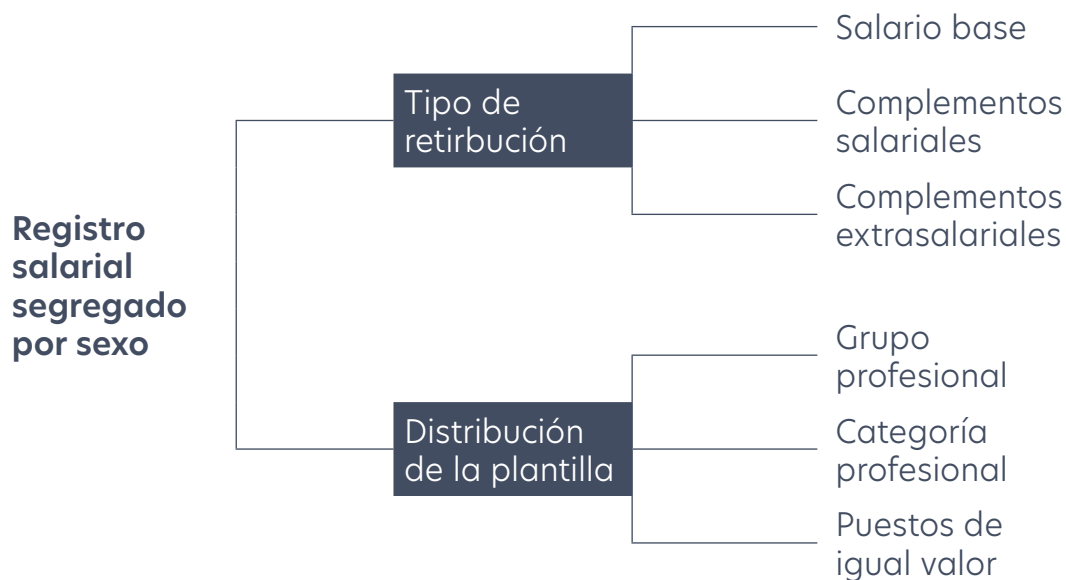 Registro
salarial
segregado
por sexo
Tipo de
retirbución
Salario base
Complementos
salariales
Complementos
extrasalariales
Distribución
de la plantilla
Grupo
profesional
Categoría
profesional
Puestos de
igual valor